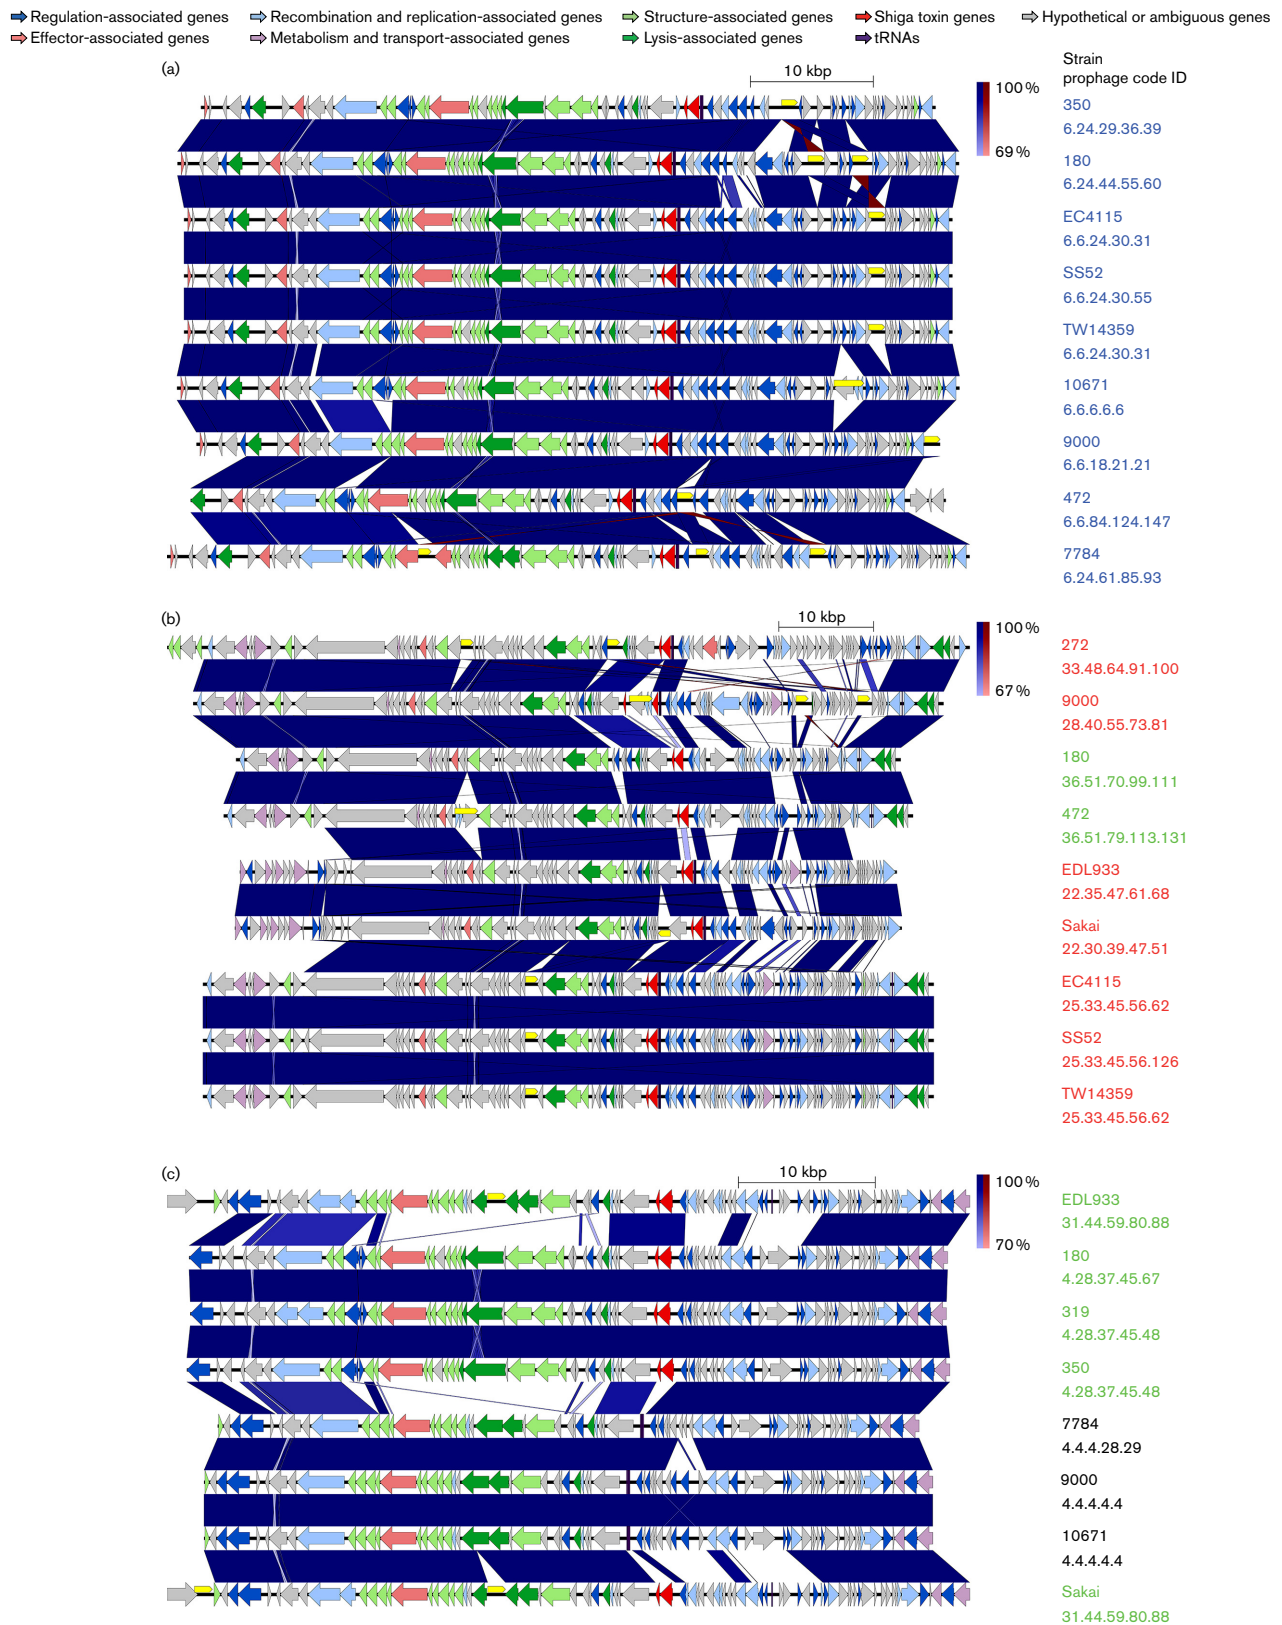 Regulation-associated genes Recombination and replication-associated genes Structure-associated genes Shiga toxin genes Hypothetical or ambiguous genes
Effector-associated genes Metabolism and transport-associated genes Lysis-associated genes tRNAs
Strain
prophage code ID
(a)
10 kbp
100 %
69 %
350
6.24.29.36.39
180
6.24.44.55.60
EC4115
6.6.24.30.31
SS52
6.6.24.30.55
TW14359
6.6.24.30.31
10671
6.6.6.6.6
9000
6.6.18.21.21
472
6.6.84.124.147
7784
6.24.61.85.93
(b)
10 kbp
100 %
67 %
272
33.48.64.91.100
9000
28.40.55.73.81
180
36.51.70.99.111
472
36.51.79.113.131
EDL933
22.35.47.61.68
Sakai
22.30.39.47.51
EC4115
25.33.45.56.62
SS52
25.33.45.56.126
TW14359
25.33.45.56.62
(c)
10 kbp
100 %
70 %
EDL933
31.44.59.80.88
180
4.28.37.45.67
319
4.28.37.45.48
350
4.28.37.45.48
7784
4.4.4.28.29
9000
4.4.4.4.4
10671
4.4.4.4.4
Sakai
31.44.59.80.88